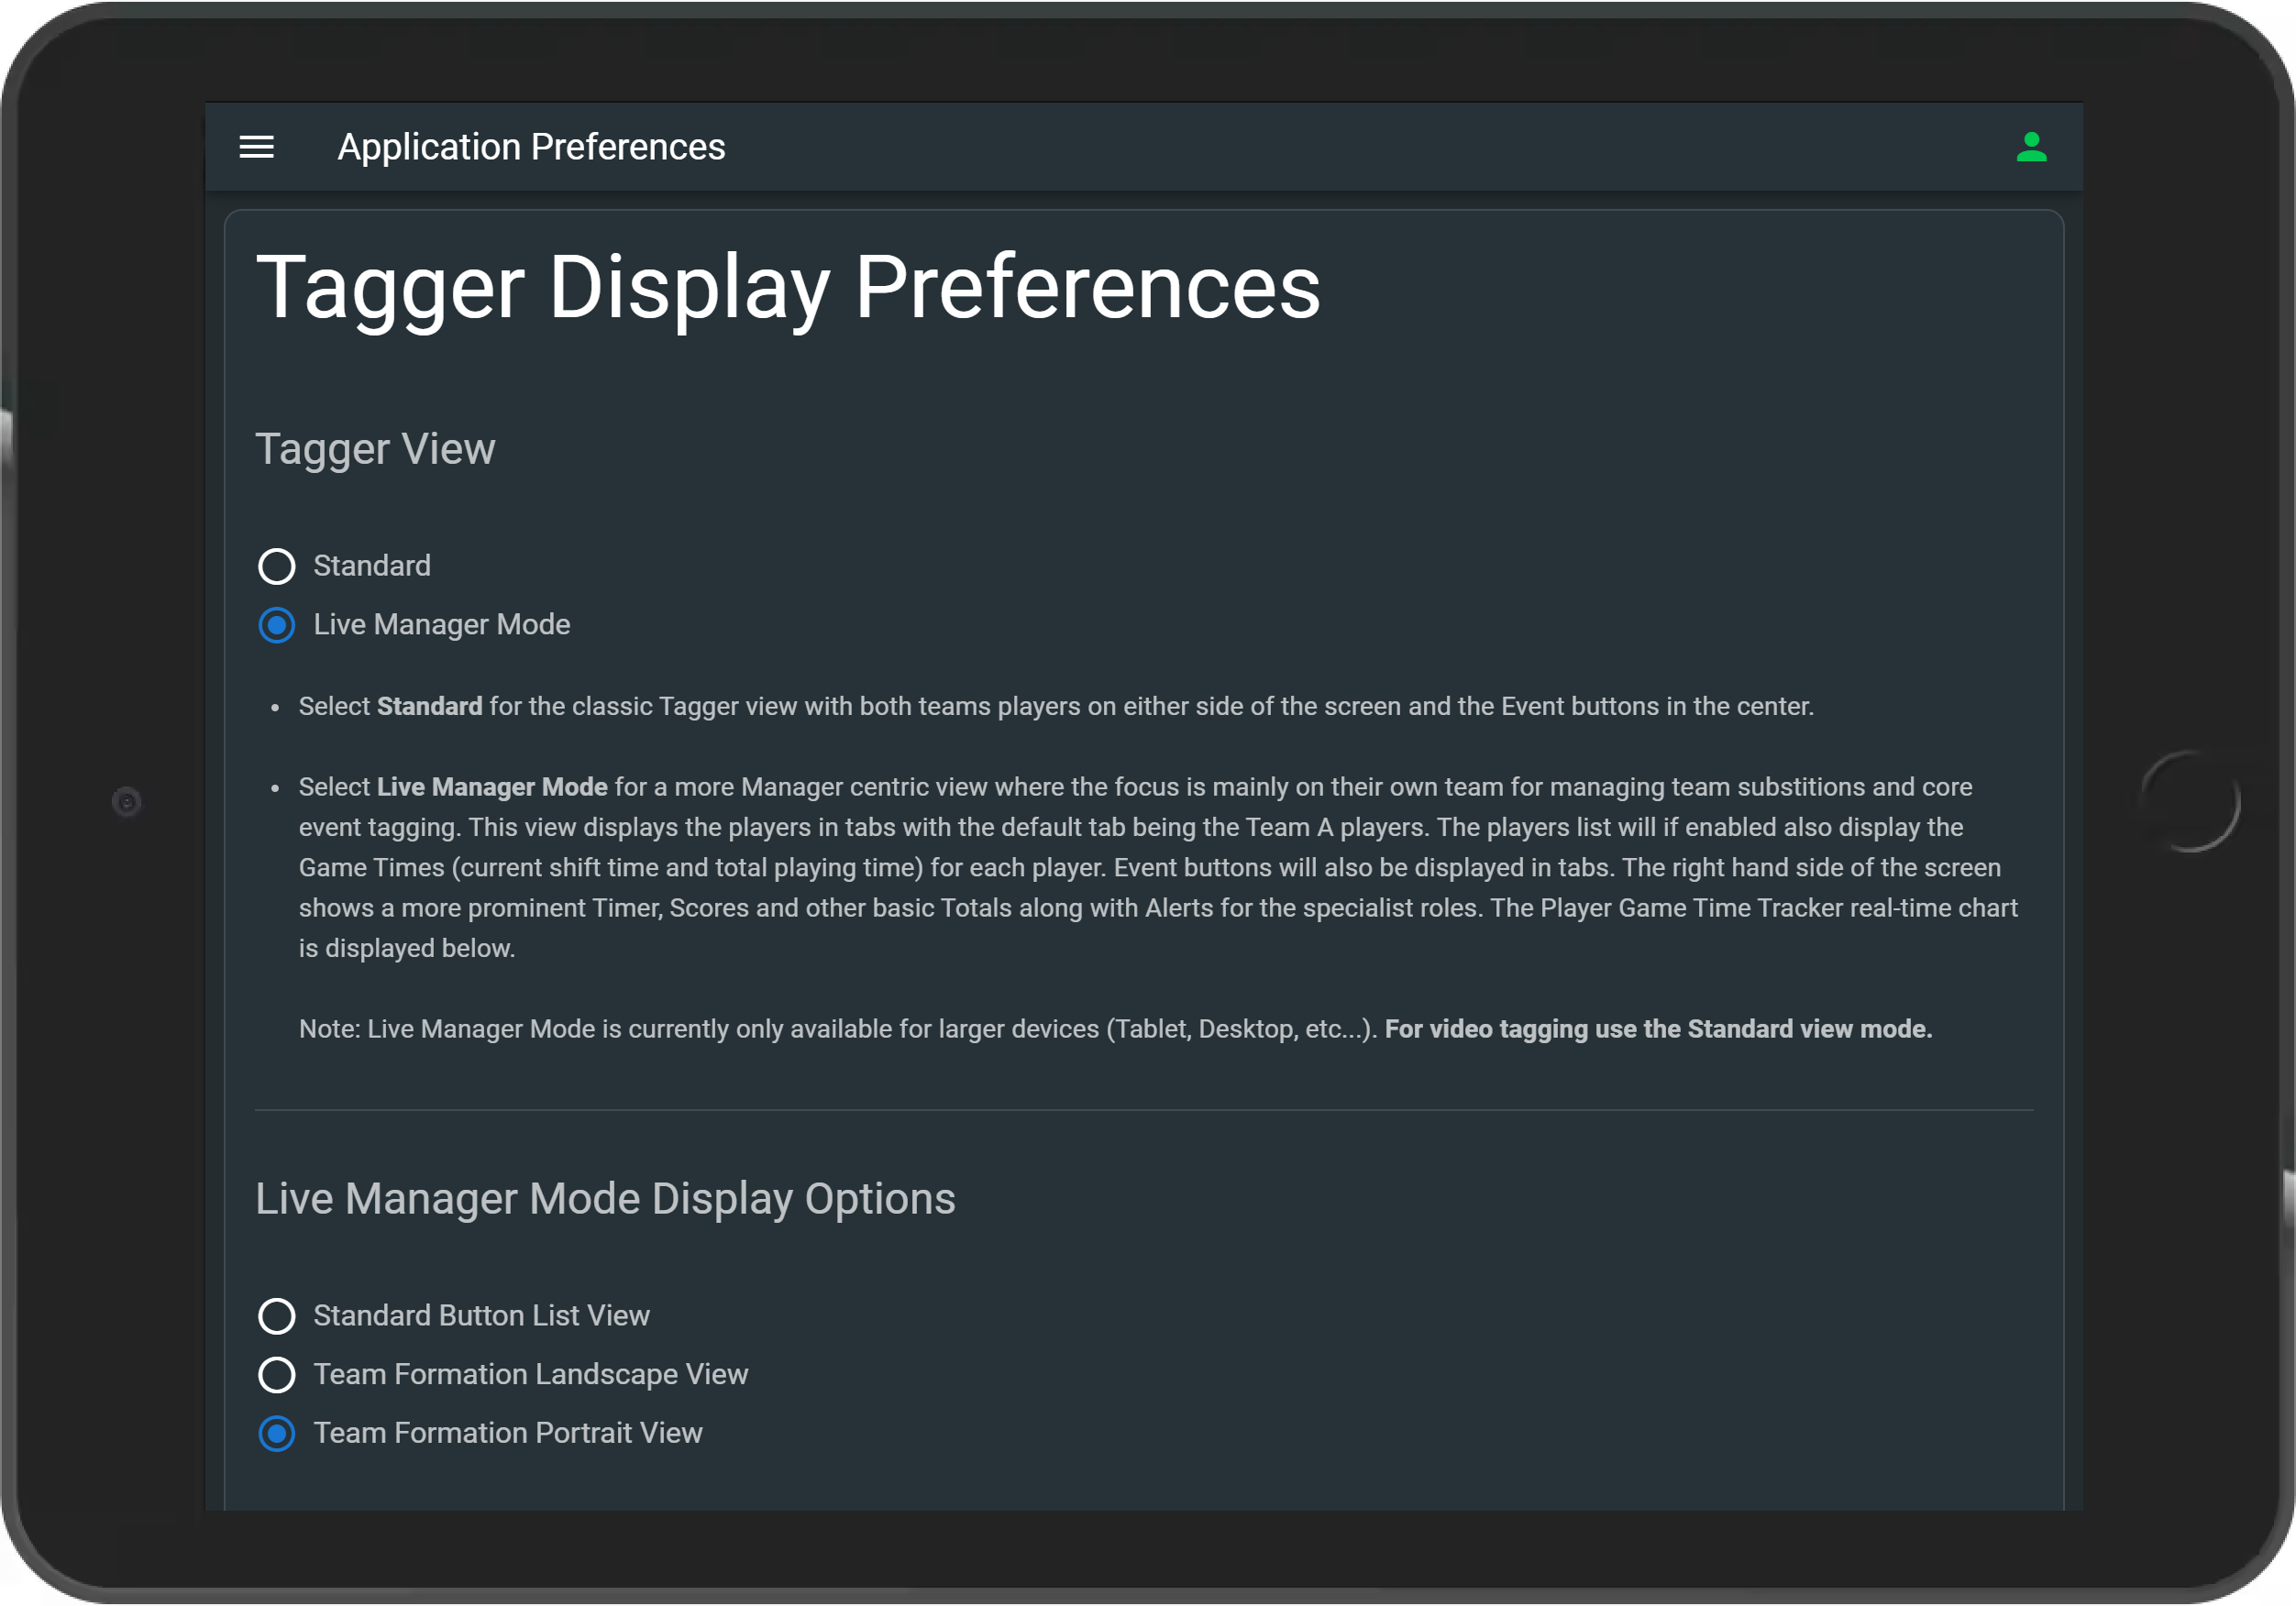 Application Preferences
Tagger Display Preferences
Tagger View
Standard
Live Manager Mode
• Select Standard for the classic Tagger view with both teams players on either side of the screen and the Event buttons in the center.
• Select Live Manager Mode for a more Manager centric view where the focus is mainly on their own team for managing team substitions and core
event tagging. This view displays the players in tabs with the default tab being the Team A players. The players list will if enabled also display the
Game Times (current shift time and total playing time) for each player. Event buttons will also be displayed in tabs. The right hand side of the screen
shows a more prominent Timer, Scores and other basic Totals along with Alerts for the specialist roles. The Player Game Time Tracker real-time chart
is displayed below.
Note: Live Manager Mode is currently only available for larger devices (Tablet, Desktop, etc...). For video tagging use the Standard view mode.
Live Manager Mode Display Options
Standard Button List View
Team Formation Landscape View
Team Formation Portrait View